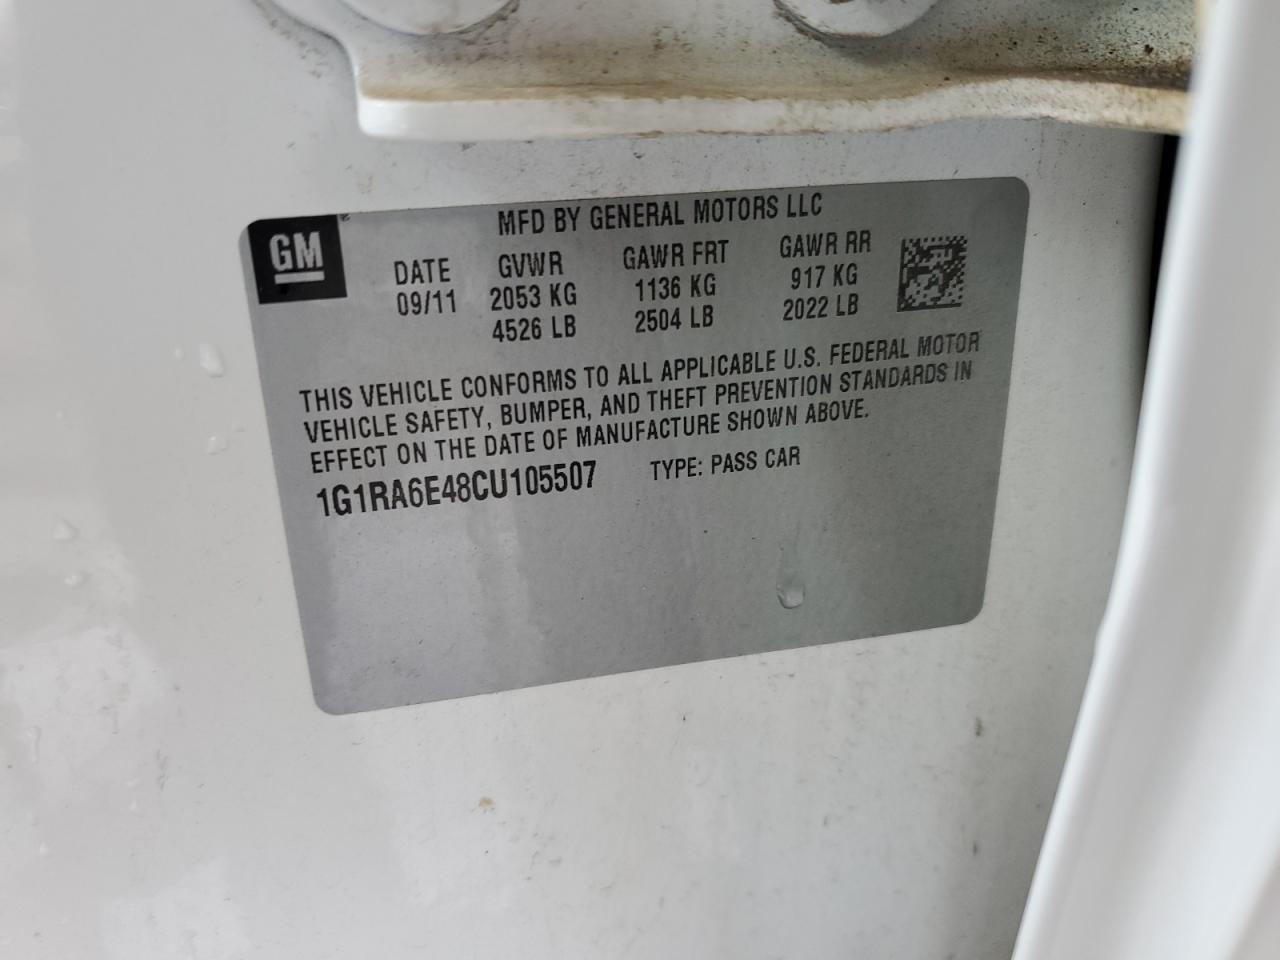 GM
MFD BY GENERAL MOTORS LLC
DATE GVWR GAWR FRT GAWR RR
09/11 2053 KG 1136 KG 917 KG
4526 LB 2504 LB 2022 LB
THIS VEHICLE CONFORMS TO ALL APPLICABLE U.S. FEDERAL MOTOR
VEHICLE SAFETY, BUMPER, AND THEFT PREVENTION STANDARDS IN
EFFECT ON THE DATE OF MANUFACTURE SHOWN ABOVE.
1G1RA6E48CU105507 TYPE: PASS CAR